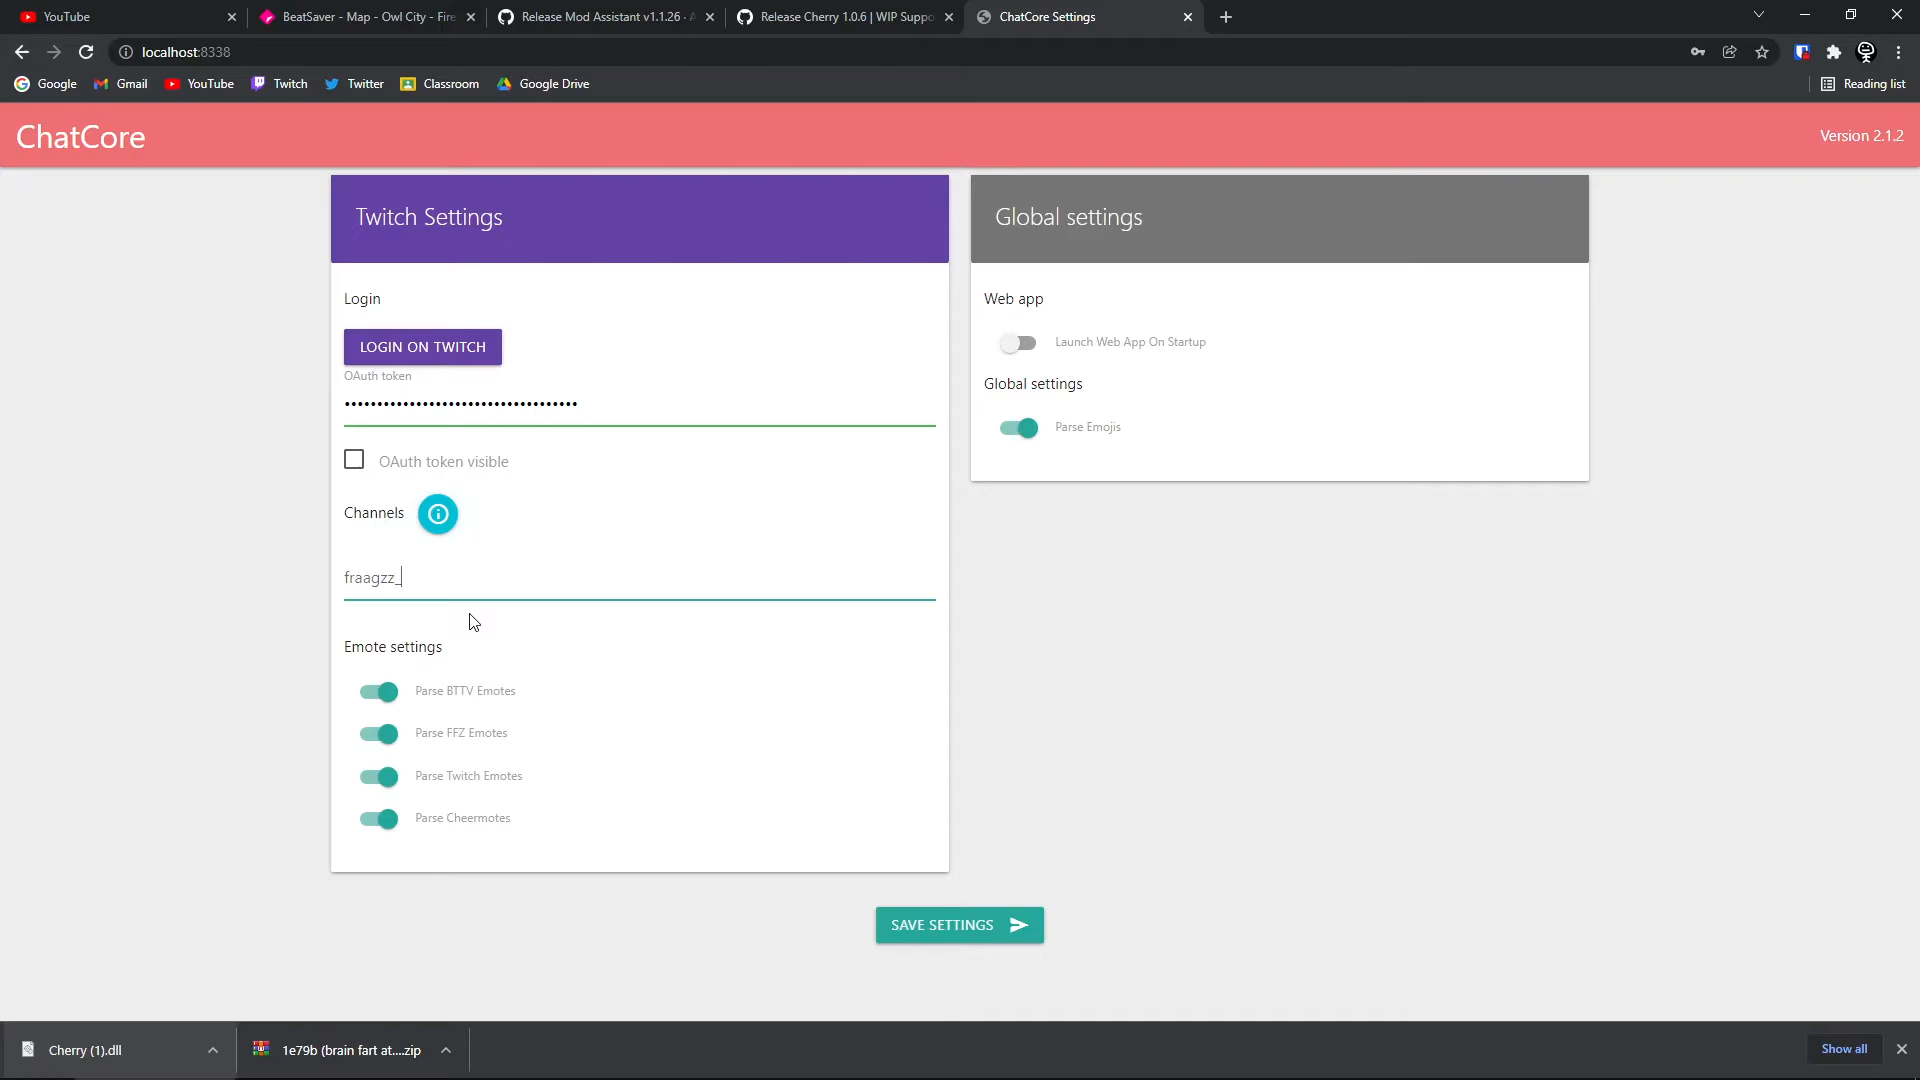 YouTube
BeatSaver - Map - Owl City - Fire
Release Mod Assistant v1.1.26 ·
Release Cherry 1.0.6 | WIP Suppo
ChatCore Settings
localhost:8338
Google
Gmail
YouTube
Twitch
Twitter
Classroom
Google Drive
Reading list
ChatCore
Version 2.1.2
Twitch Settings
Login
LOGIN ON TWITCH
OAuth token
••••••••••••••••••••••••••••••••••••
OAuth token visible
Channels
fraagzz_
Emote settings
Parse BTTV Emotes
Parse FFZ Emotes
Parse Twitch Emotes
Parse Cheermotes
Global settings
Web app
Launch Web App On Startup
Global settings
Parse Emojis
SAVE SETTINGS
Cherry (1).dll
1e79b (brain fart at....zip
Show all